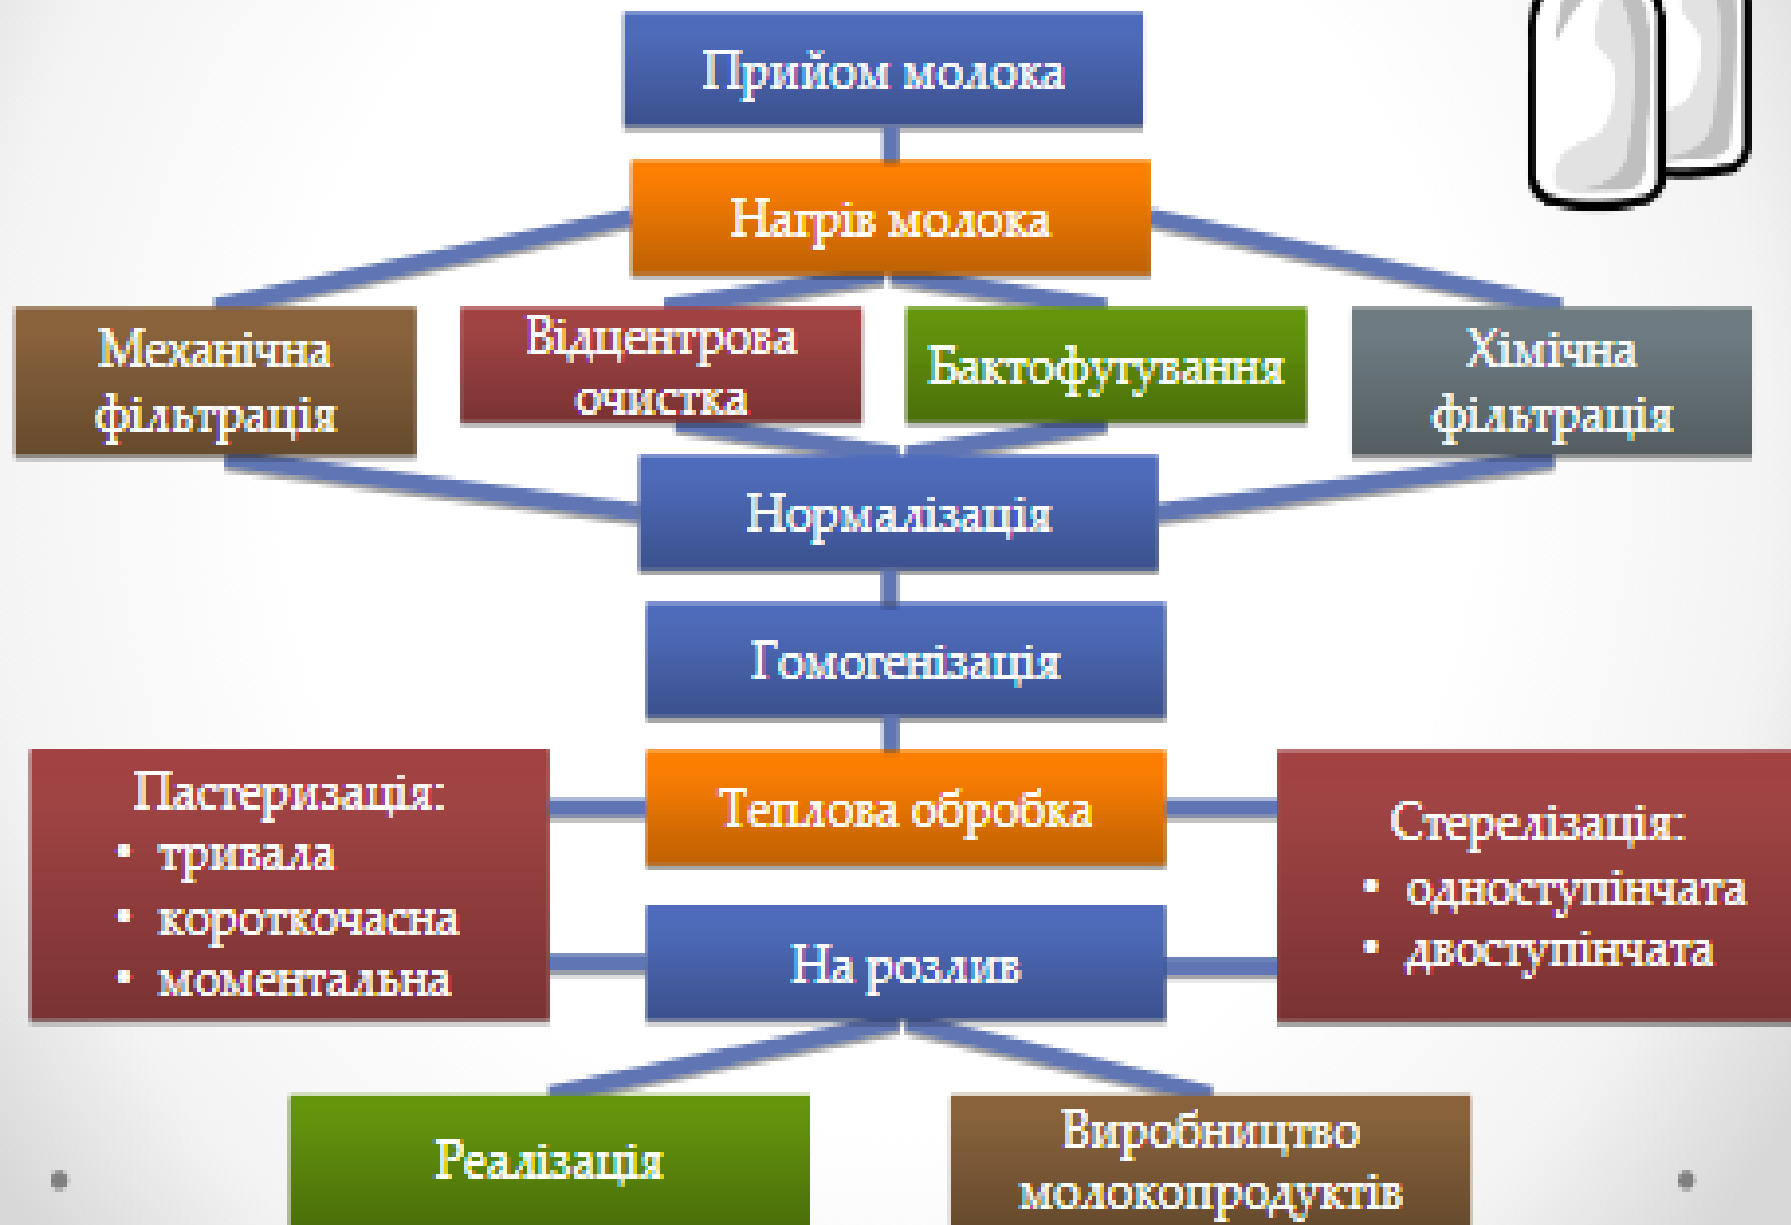 Прийом молока
Нагрів молока
Механічна
фільтрація
Відцентрова
очистка
Бактофугування
Хімічна
фільтрація
Нормалізація
Гомогенізація
Пастеризація:
• тривала
• короткочасна
• моментальна
Теплова обробка
Стерелізація:
• одноступінчата
• двоступінчата
На розлив
Реалізація
Виробництво
молокопродуктів